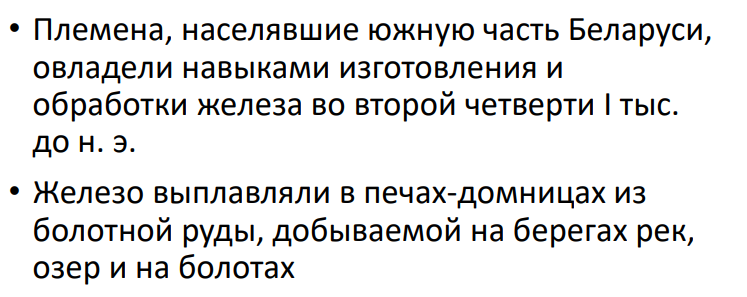 • Племена, населявшие южную часть Беларуси,
овладели навыками изготовления и
обработки железа во второй четверти I тыс.
до н. э.
• Железо выплавляли в печах-домницах из
болотной руды, добываемой на берегах рек,
озер и на болотах